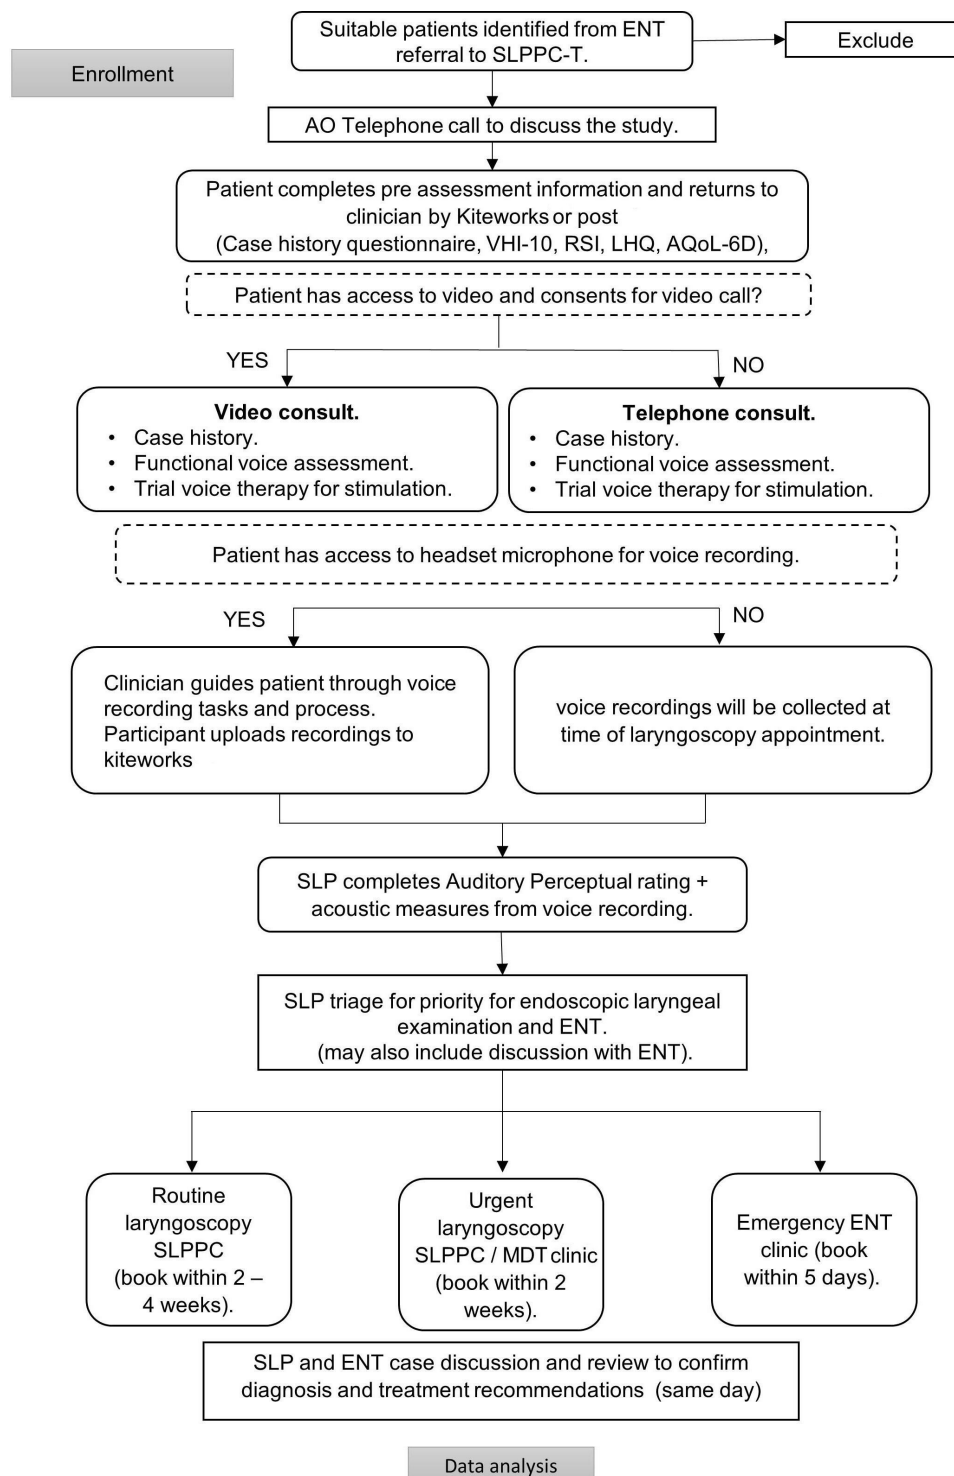 Suitable patients identified from ENT
referral to SLPPC-T.
Exclude
Enrollment
AO Telephone call to discuss the study.
Patient completes pre assessment information and returns to
clinician by Kiteworks or post
(Case history questionnaire, VHI-10, RSI, LHQ, AQoL-6D),
Patient has access to video and consents for video call?
YES
NO
Video consult.
• Case history.
• Functional voice assessment.
• Trial voice therapy for stimulation.
Telephone consult.
• Case history.
• Functional voice assessment.
• Trial voice therapy for stimulation.
Patient has access to headset microphone for voice recording.
YES
NO
Clinician guides patient through voice
recording tasks and process.
Participant uploads recordings to
kiteworks
voice recordings will be collected at
time of laryngoscopy appointment.
SLP completes Auditory Perceptual rating +
acoustic measures from voice recording.
SLP triage for priority for endoscopic laryngeal
examination and ENT.
(may also include discussion with ENT).
Routine
laryngoscopy
SLPPC
(book within 2 –
4 weeks).
Urgent
laryngoscopy
SLPPC / MDT clinic
(book within 2
weeks).
Emergency ENT
clinic (book
within 5 days).
SLP and ENT case discussion and review to confirm
diagnosis and treatment recommendations (same day)
Data analysis